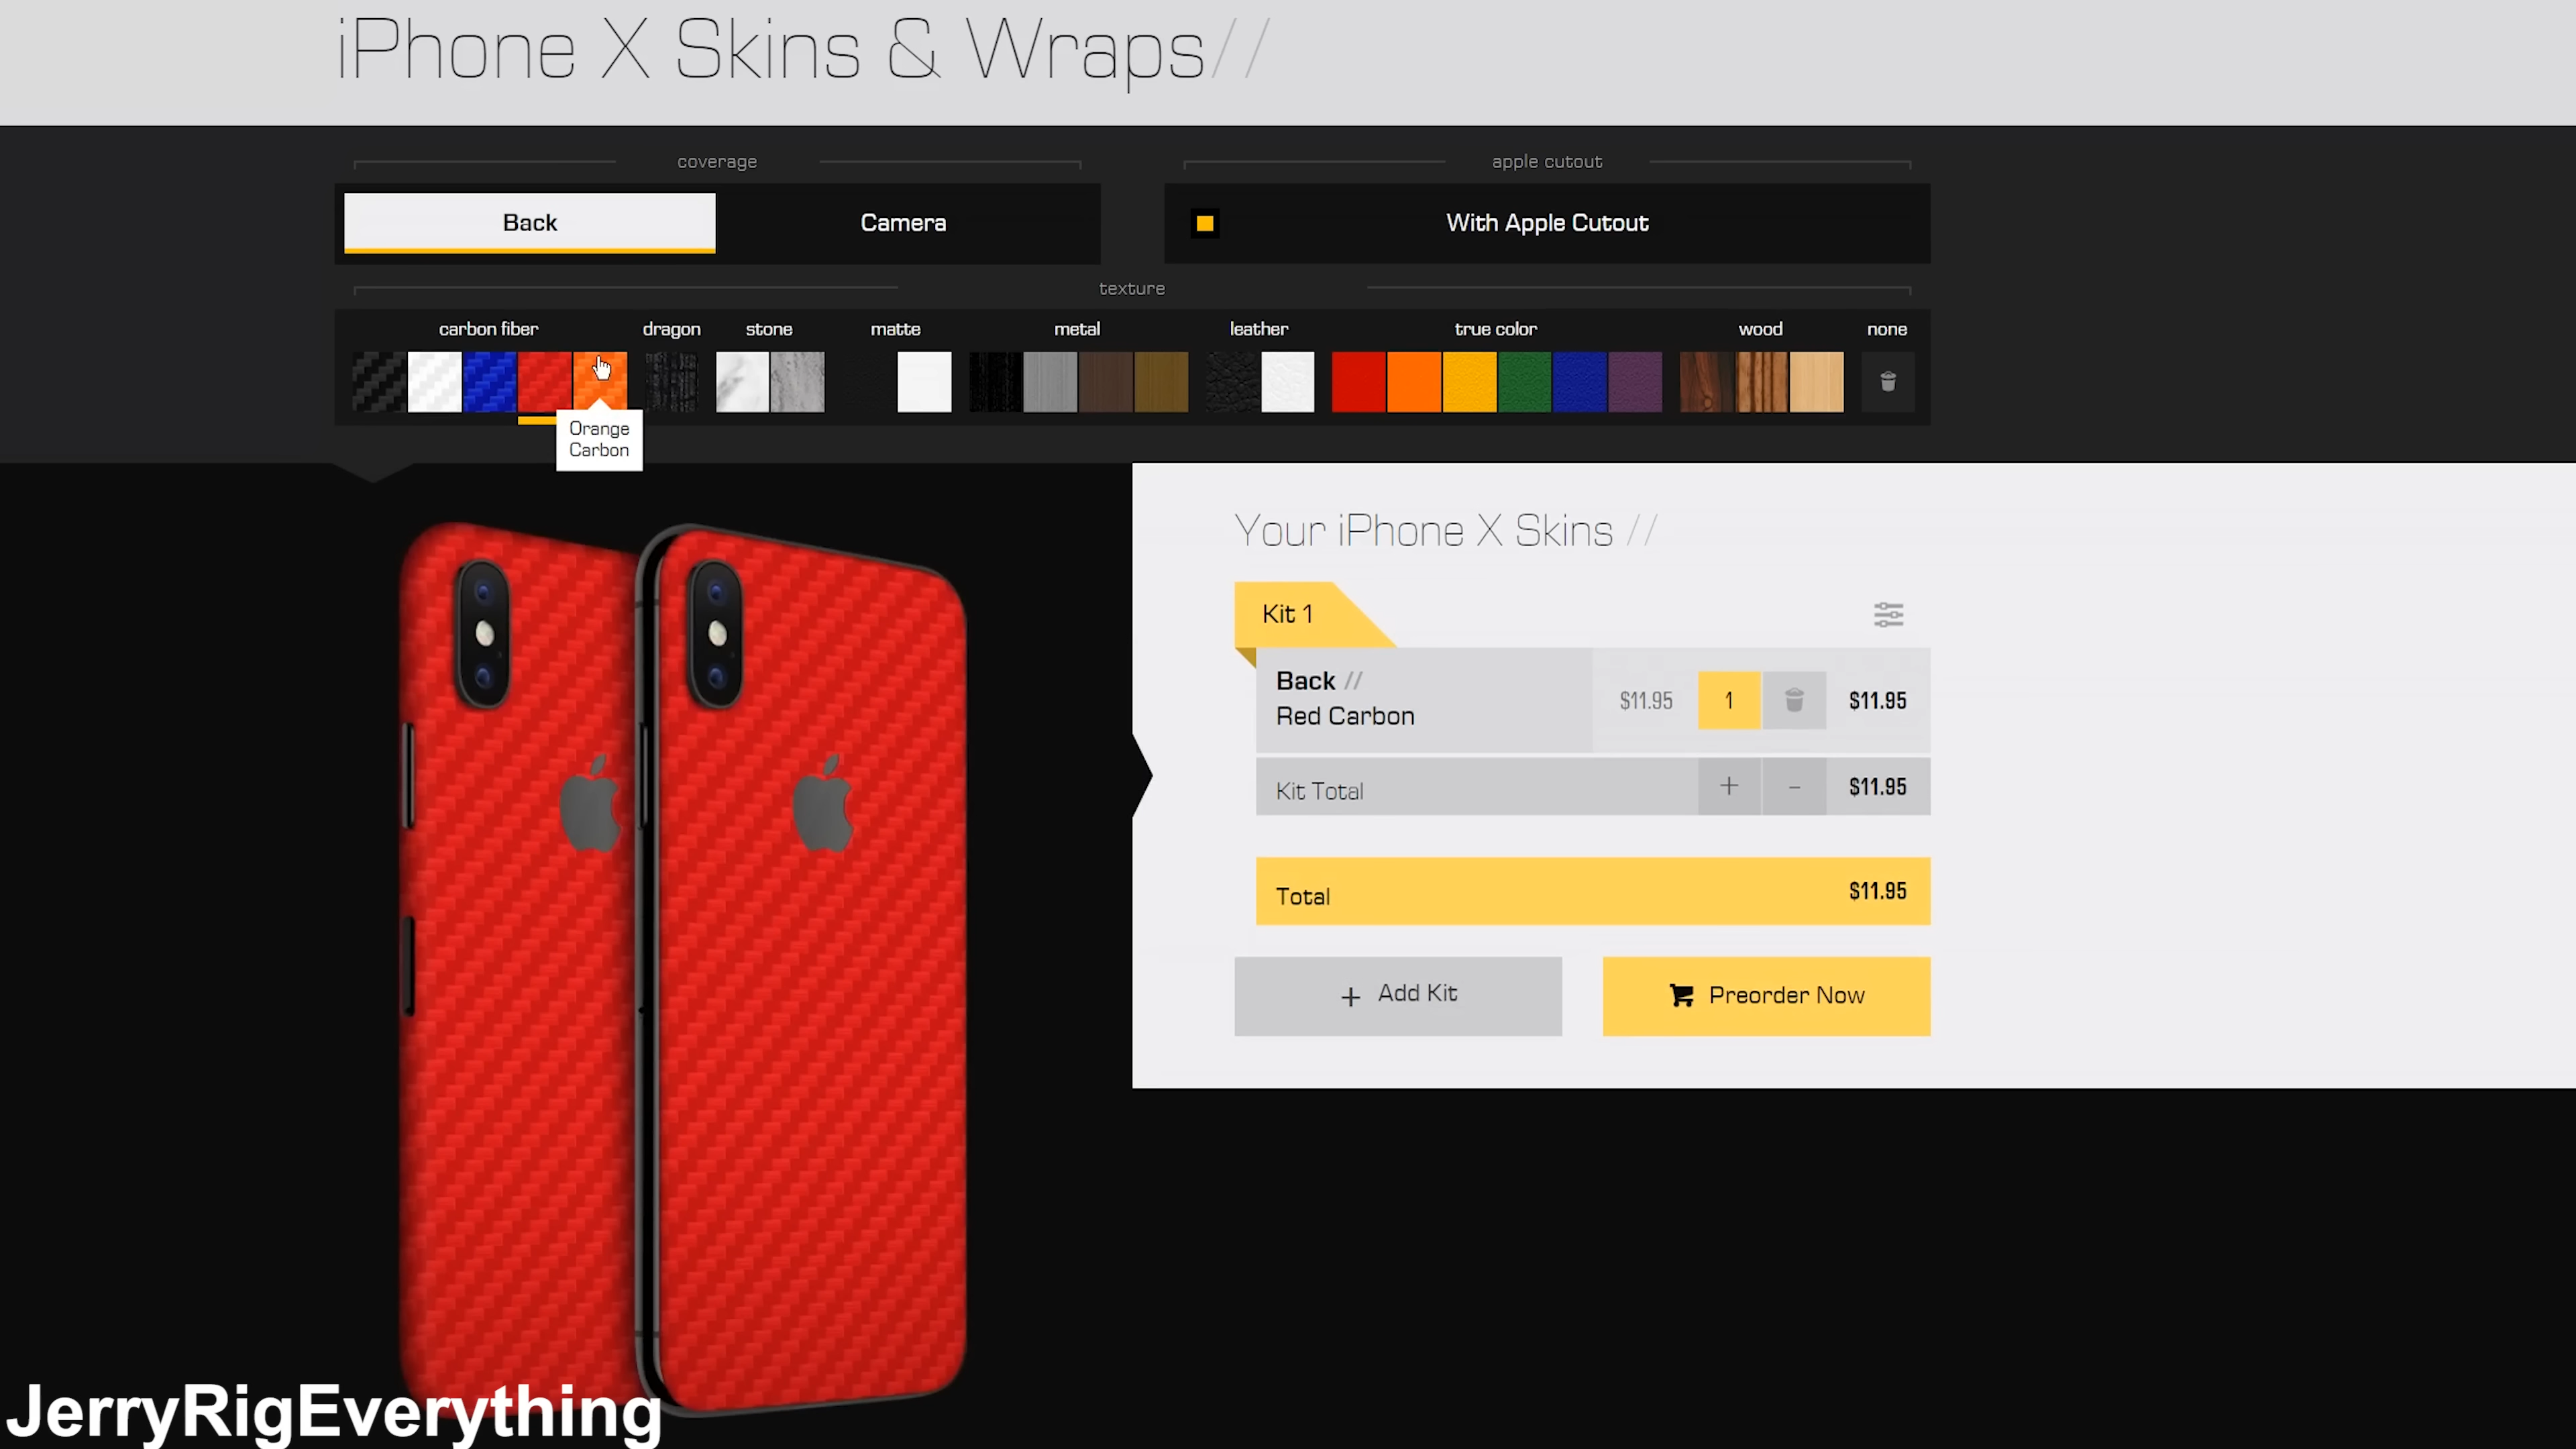 iPhone X Skins & Wraps//
coverage
apple cutout
Back
Camera
With Apple Cutout
texture
carbon fiber
dragon
stone
matte
metal
leather
true color
wood
none
Orange
Carbon
Your iPhone X Skins //
Kit 1
Back //
Red Carbon
$11.95
1
$11.95
Kit Total
+
-
$11.95
Total
$11.95
+ Add Kit
Preorder Now
JerryRigEverything